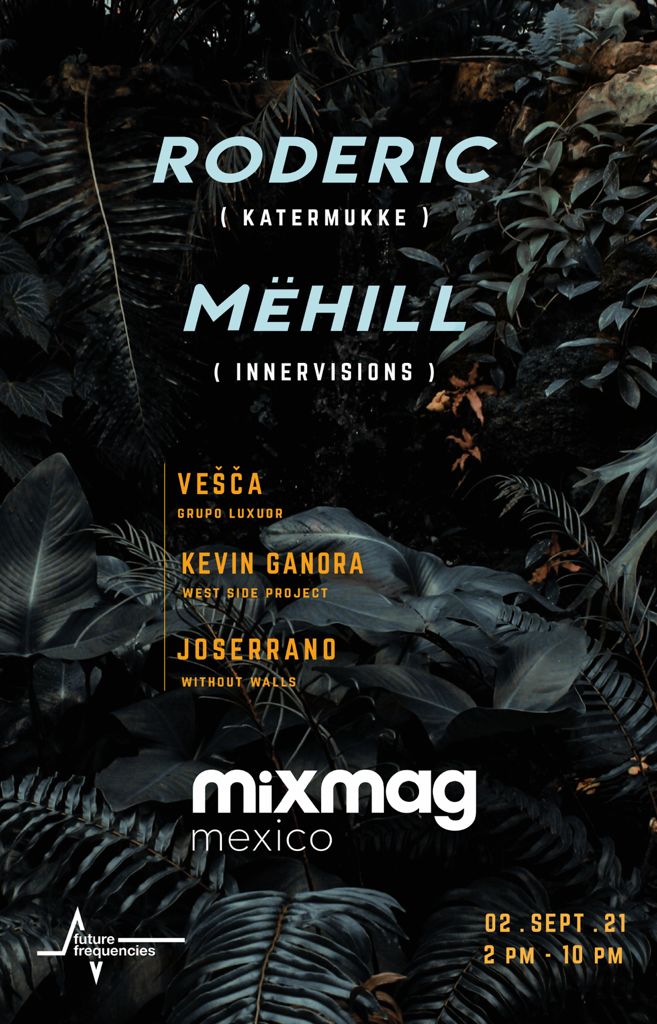 RODERIC
( KATERMUKKE )
MËHILL
( INNERVISIONS )
VEŠČA
GRUPO LUXUOR
KEVIN GANORA
WEST SIDE PROJECT
JOSERRANO
WITHOUT WALLS
mixmag
mexico
future
frequencies
02 . SEPT . 21
2 PM - 10 PM